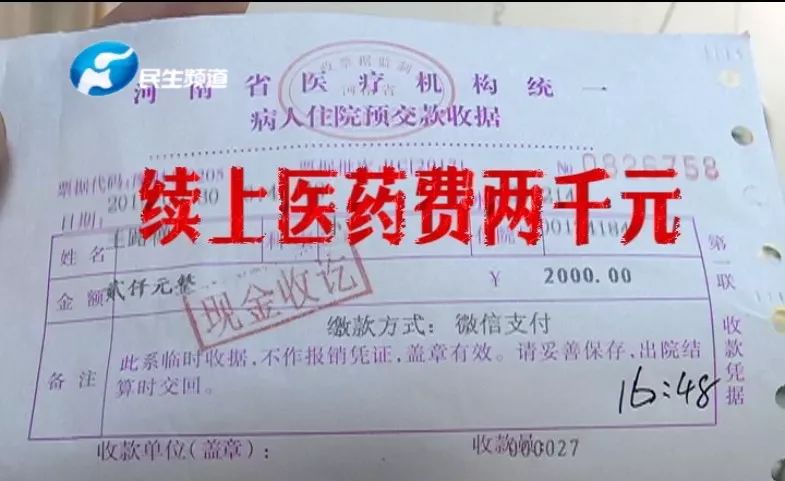 民生频道
河南省医疗机构统一
病人住院预交款收据
No 0826758
续上医药费两千元
日期
姓名
第一联
金额 贰仟元整 ¥ 2000.00
现金收讫
缴款方式：微信支付
备注
此系临时收据，不作报销凭证，盖章有效。请妥善保存，出院结
算时交回。
收款凭据
16:48
收款单位(盖章)：
收款员: 000027